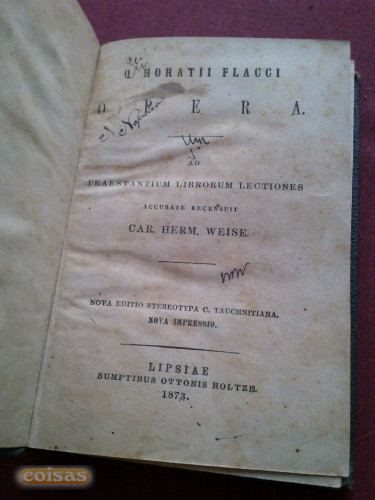 Q. HORATII FLACCI
OPERA.
AD
PRAESTANTIUM LIBRORUM LECTIONES
ACCURATE RECENSUIT
CAR. HERM. WEISE.
NOVA EDITIO STEREOTYPA C. TAUCHNITIANA.
NOVA IMPRESSIO.
LIPSIAE
SUMPTIBUS OTTONIS HOLTZE.
1873.
coisas